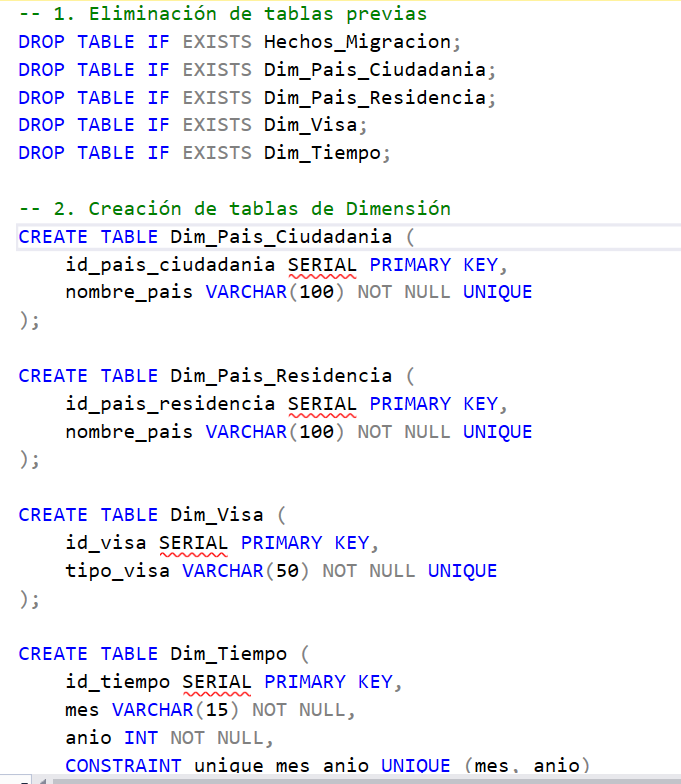 -- 1. Eliminación de tablas previas
DROP TABLE IF EXISTS Hechos_Migracion;
DROP TABLE IF EXISTS Dim_Pais_Ciudadania;
DROP TABLE IF EXISTS Dim_Pais_Residencia;
DROP TABLE IF EXISTS Dim_Visa;
DROP TABLE IF EXISTS Dim_Tiempo;

-- 2. Creación de tablas de Dimensión
CREATE TABLE Dim_Pais_Ciudadania (
    id_pais_ciudadania SERIAL PRIMARY KEY,
    nombre_pais VARCHAR(100) NOT NULL UNIQUE
);

CREATE TABLE Dim_Pais_Residencia (
    id_pais_residencia SERIAL PRIMARY KEY,
    nombre_pais VARCHAR(100) NOT NULL UNIQUE
);

CREATE TABLE Dim_Visa (
    id_visa SERIAL PRIMARY KEY,
    tipo_visa VARCHAR(50) NOT NULL UNIQUE
);

CREATE TABLE Dim_Tiempo (
    id_tiempo SERIAL PRIMARY KEY,
    mes VARCHAR(15) NOT NULL,
    anio INT NOT NULL,
    CONSTRAINT unique_mes_anio UNIQUE (mes, anio)